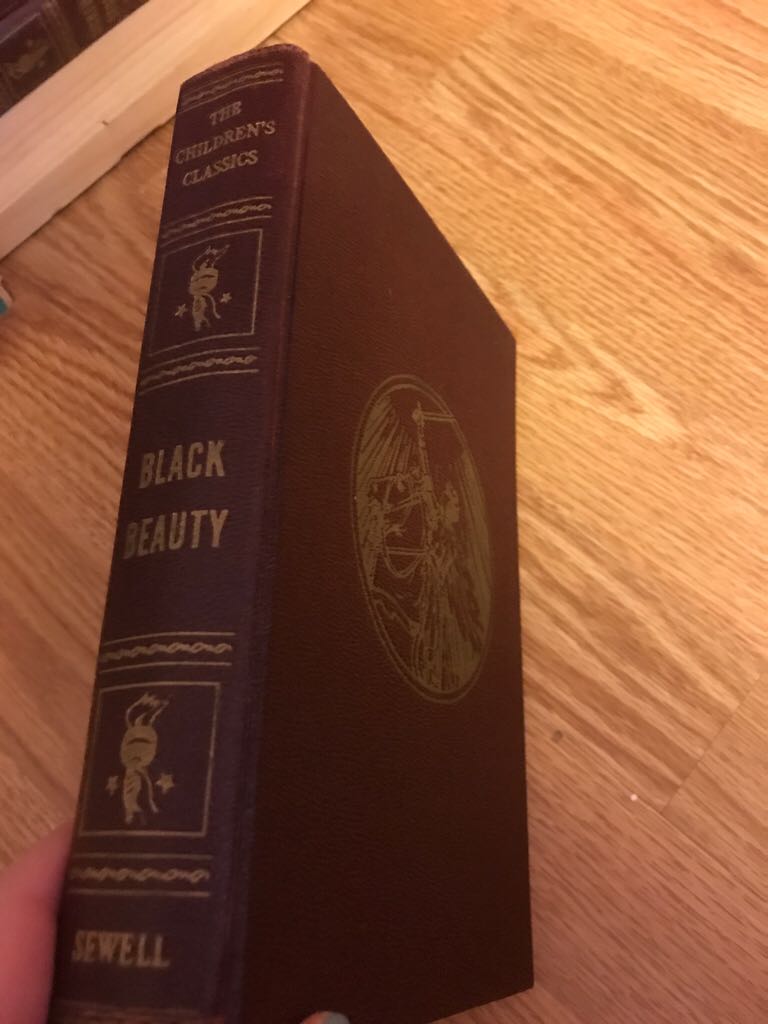 THE
CHILDREN'S
CLASSICS
BLACK
BEAUTY
SEWELL